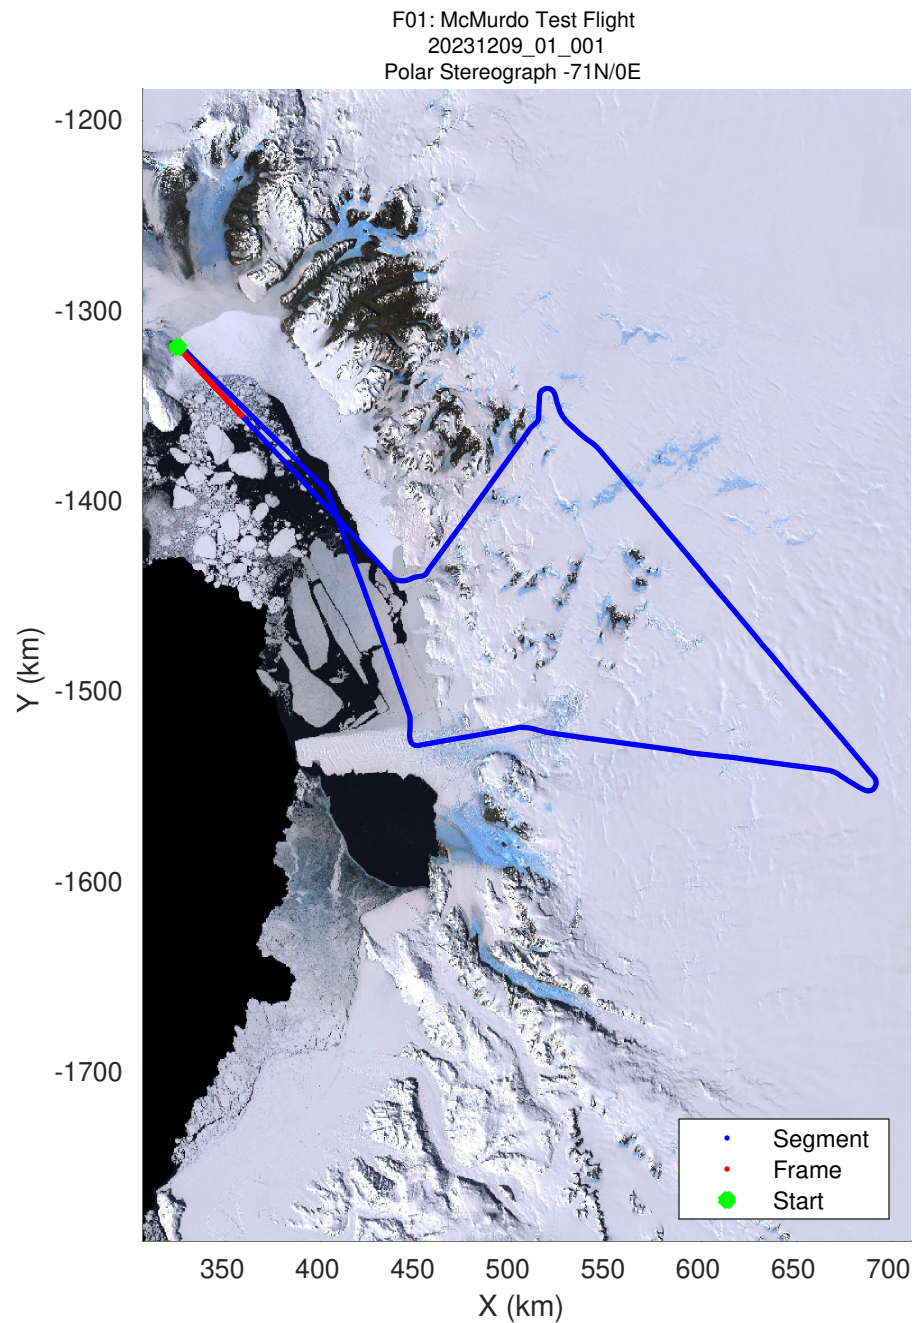 F01: McMurdo Test Flight
20231209_01_001
Polar Stereograph -71N/0E
-1200
-1300
-1400
-1500
-1600
-1700
Y (km)
Segment
Frame
Start
350 400 450 500 550 600 650 700
X (km)